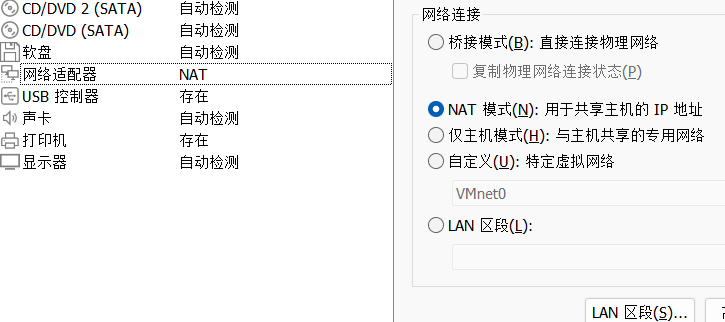 CD/DVD 2 (SATA) 自动检测
CD/DVD (SATA) 自动检测
软盘 自动检测
网络适配器 NAT
USB 控制器 存在
声卡 自动检测
打印机 存在
显示器 自动检测
网络连接
桥接模式(B): 直接连接物理网络
复制物理网络连接状态(P)
NAT 模式(N): 用于共享主机的 IP 地址
仅主机模式(H): 与主机共享的专用网络
自定义(U): 特定虚拟网络
VMnet0
LAN 区段(L):
LAN 区段(S)...